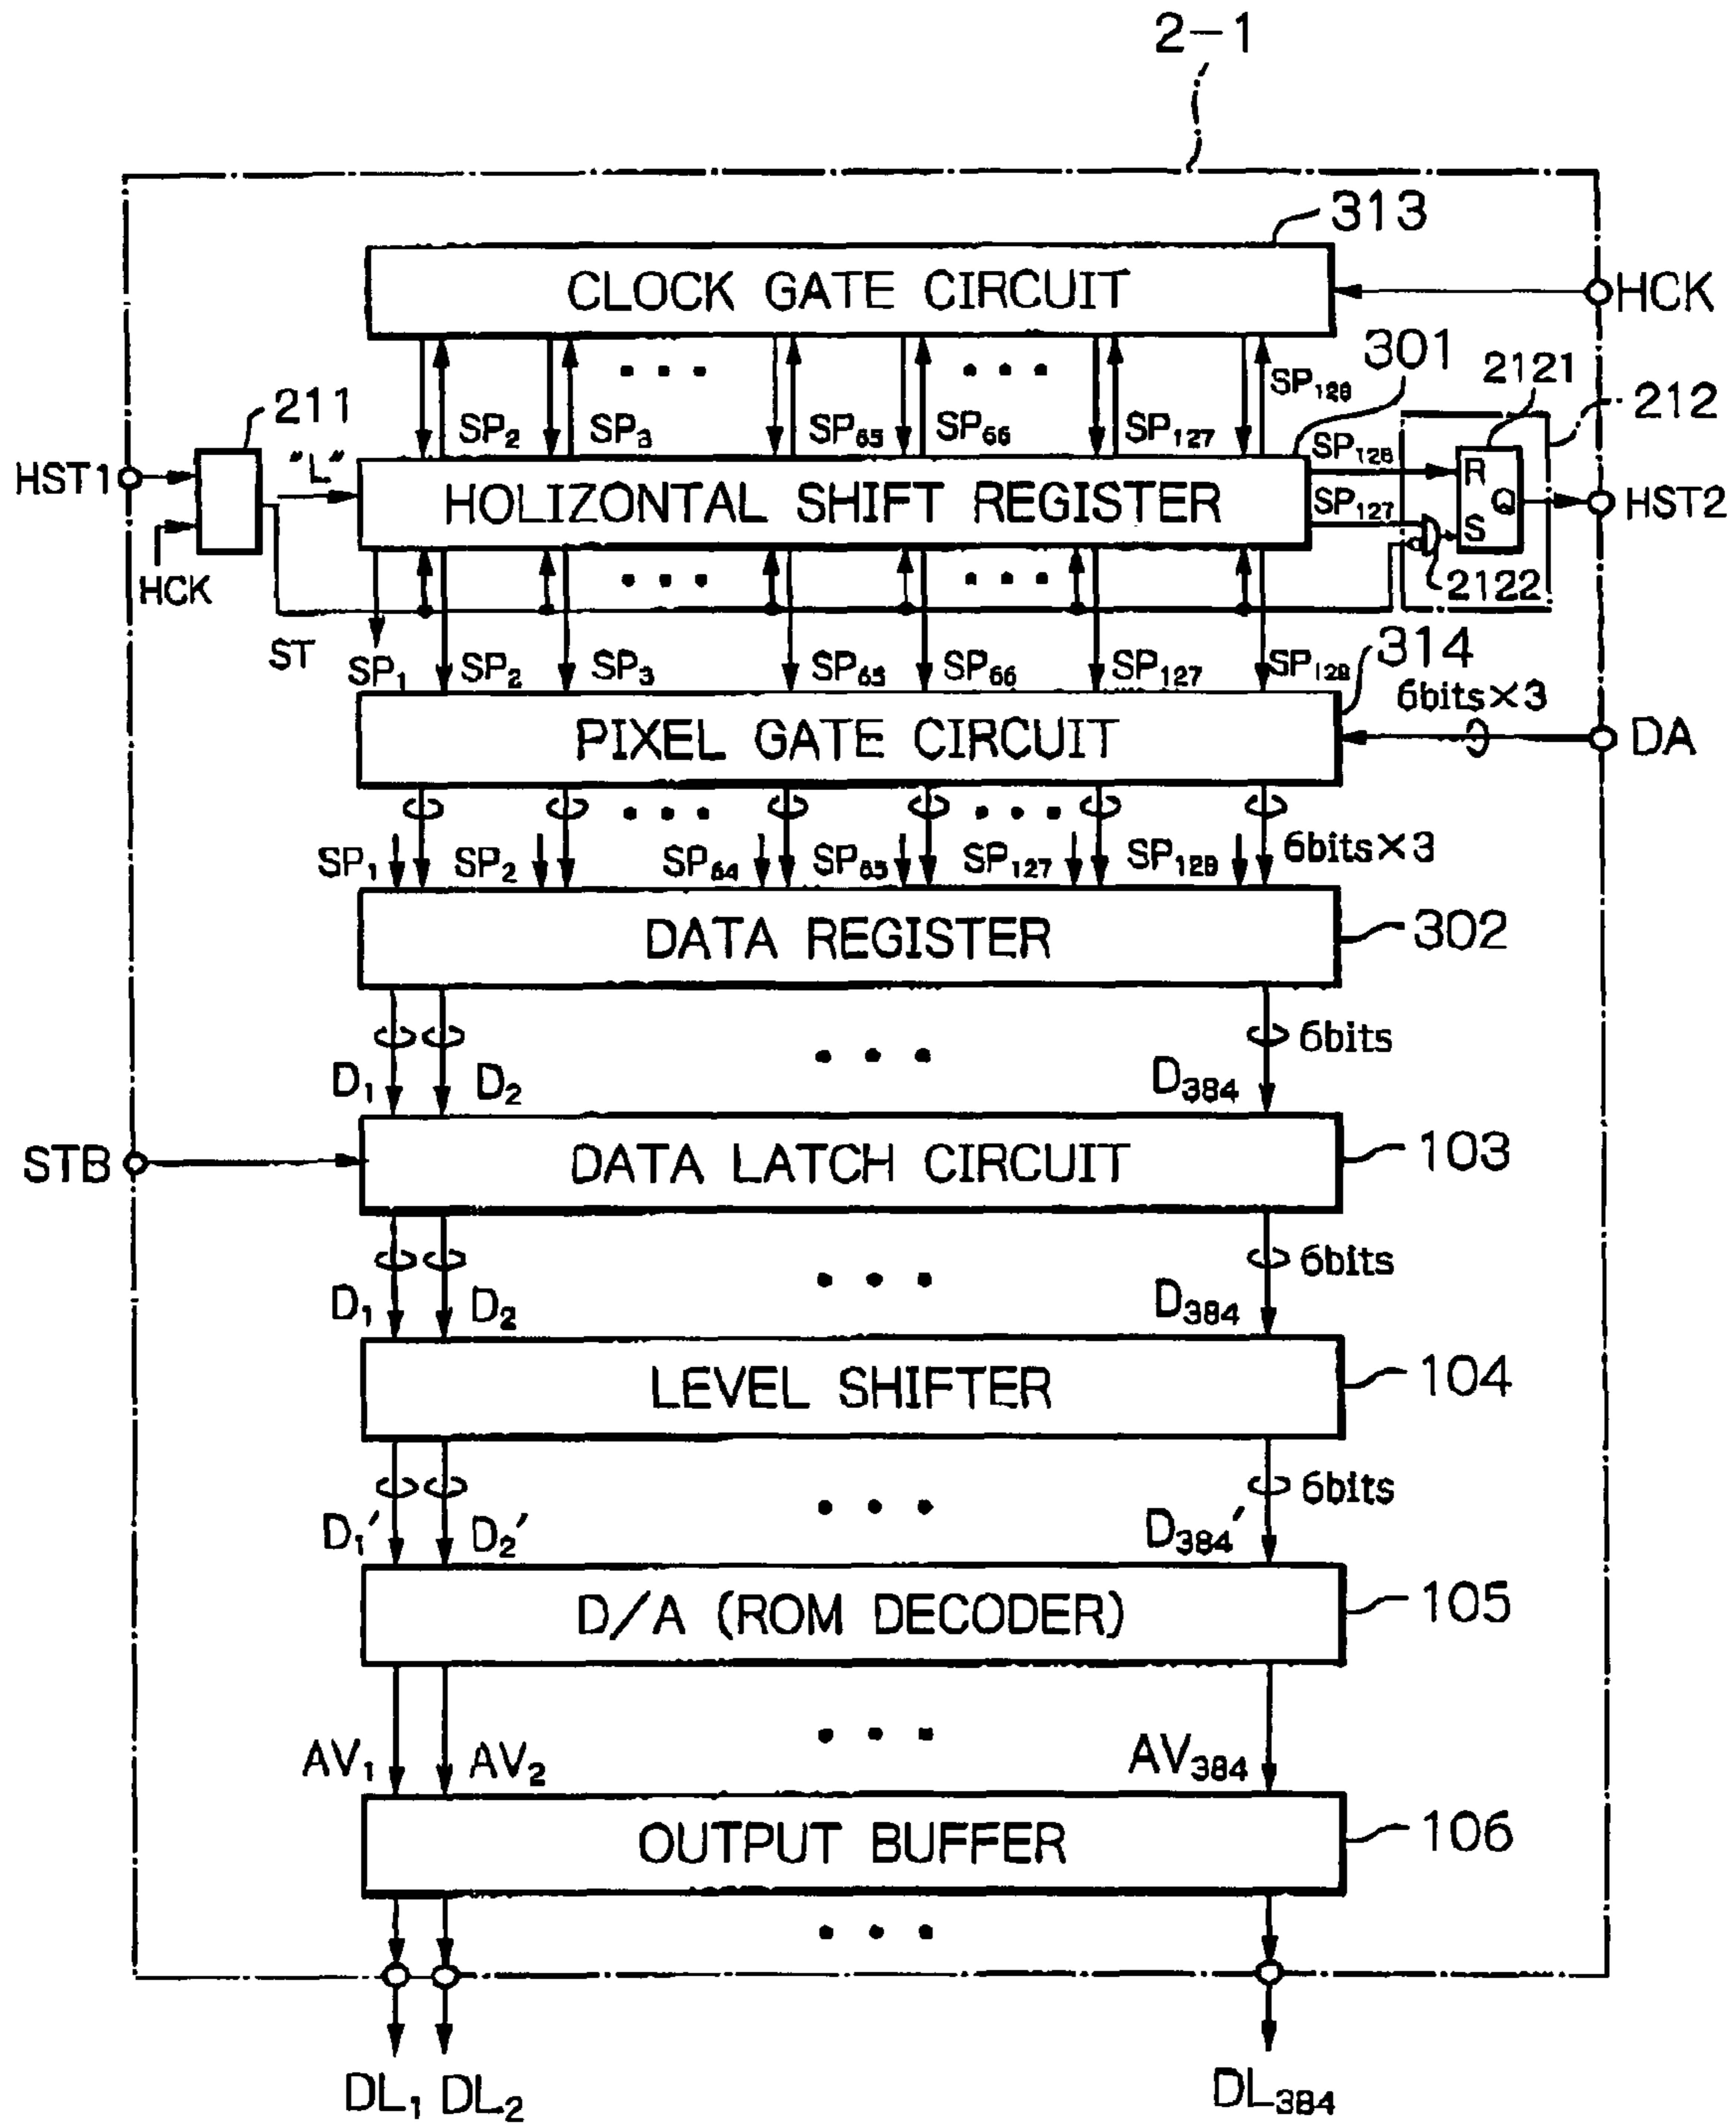 2-1
313
CLOCK GATE CIRCUIT
HCK
301
2121
212
211
SP₂ SP₃ SP₆₅ SP₆₆ SP₁₂₇ SP₁₂₈
"L"
HST1
HOLIZONTAL SHIFT REGISTER
SP₁₂₈
SP₁₂₇
R
S
Q
HST2
HCK
2122
ST
SP₁ SP₂ SP₃ SP₆₅ SP₆₆ SP₁₂₇ SP₁₂₈
314
6bits×3
PIXEL GATE CIRCUIT
DA
SP₁ SP₂ SP₆₄ SP₆₅ SP₁₂₇ SP₁₂₈ 6bits×3
DATA REGISTER
302
6bits
D₁ D₂ D₃₈₄
STB
DATA LATCH CIRCUIT
103
6bits
D₁ D₂ D₃₈₄
LEVEL SHIFTER
104
6bits
D₁′ D₂′ D₃₈₄′
D/A (ROM DECODER)
105
AV₁ AV₂ AV₃₈₄
OUTPUT BUFFER
106
DL₁ DL₂ DL₃₈₄